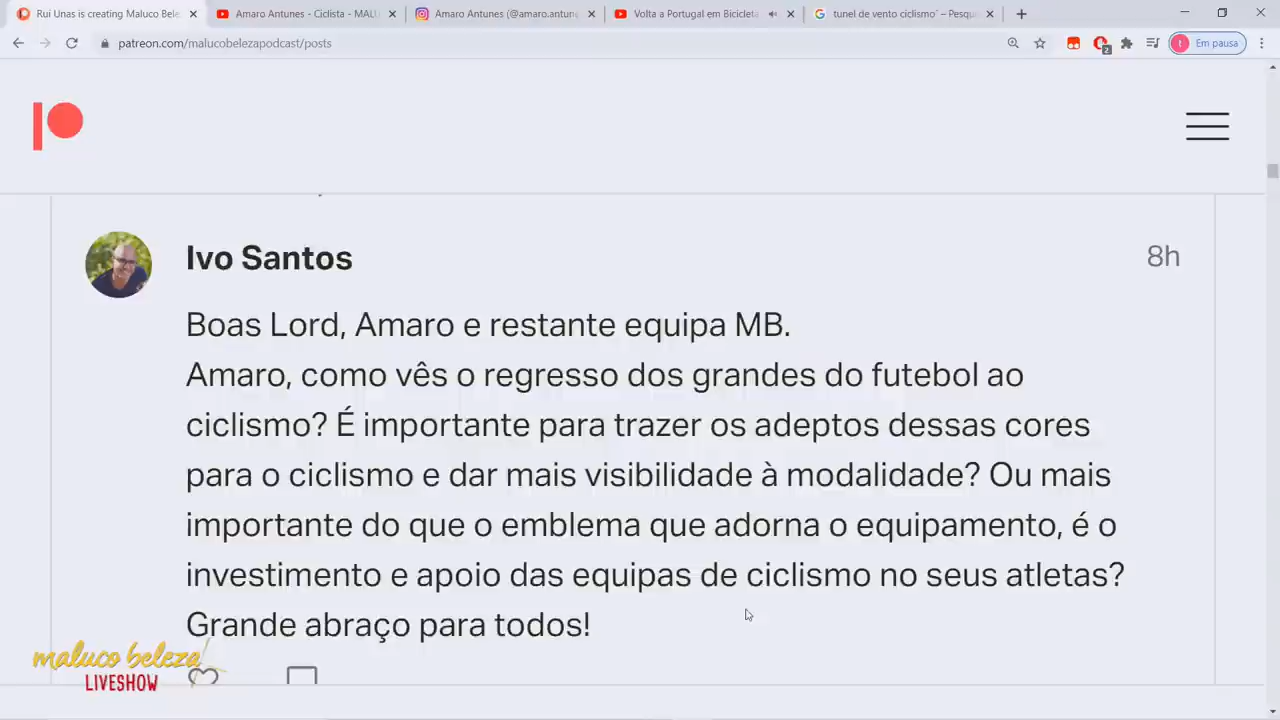 Rui Unas is creating Maluco Bele
Amaro Antunes - Ciclista - MALU
Amaro Antunes (@amaro.antune
Volta a Portugal em Bicicleta
tunel de vento ciclismo´ – Pesqu
patreon.com/malucobelezapodcast/posts
2
t
Em pausa
Ivo Santos
8h
Boas Lord, Amaro e restante equipa MB.
Amaro, como vês o regresso dos grandes do futebol ao
ciclismo? É importante para trazer os adeptos dessas cores
para o ciclismo e dar mais visibilidade à modalidade? Ou mais
importante do que o emblema que adorna o equipamento, é o
investimento e apoio das equipas de ciclismo no seus atletas?
Grande abraço para todos!
maluco beleza
LIVESHOW